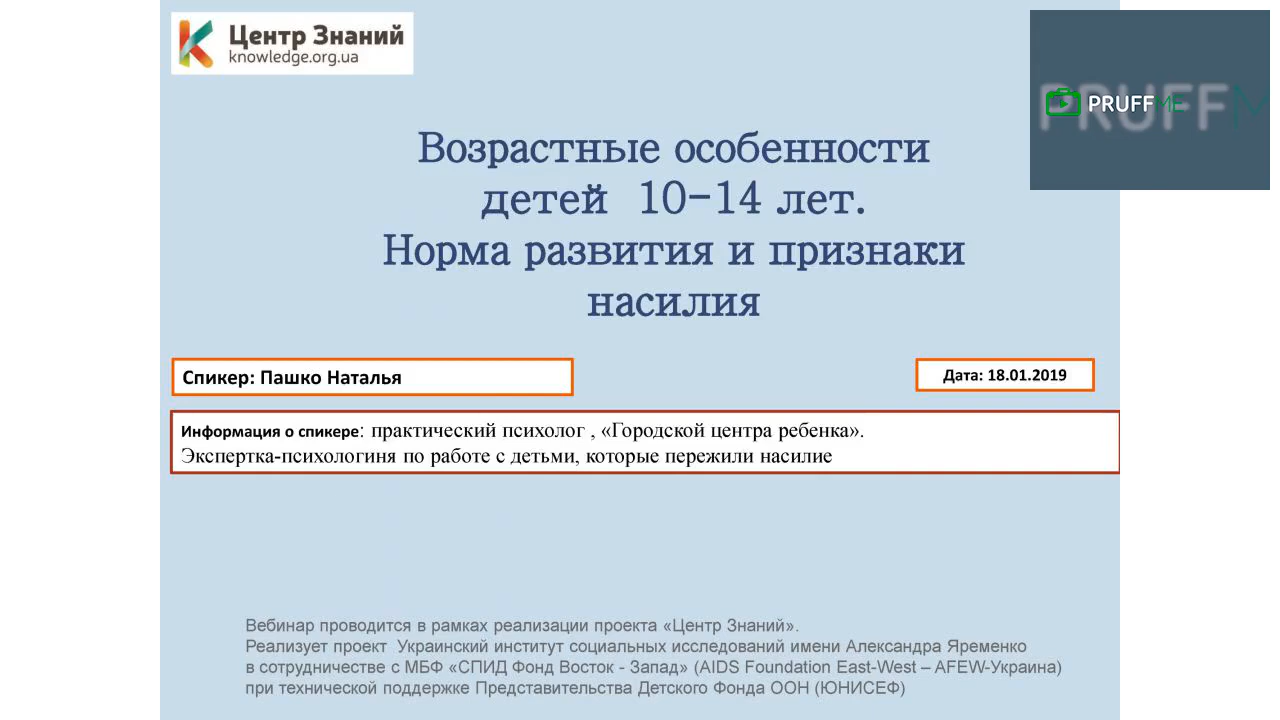 Центр Знаний
knowledge.org.ua
PRUFFME
Возрастные особенности
детей 10-14 лет.
Норма развития и признаки
насилия
Спикер: Пашко Наталья
Дата: 18.01.2019
Информация о спикере: практический психолог , «Городской центра ребенка».
Экспертка-психологиня по работе с детьми, которые пережили насилие
Вебинар проводится в рамках реализации проекта «Центр Знаний».
Реализует проект Украинский институт социальных исследований имени Александра Яременко
в сотрудничестве с МБФ «СПИД Фонд Восток - Запад» (AIDS Foundation East-West – AFEW-Украина)
при технической поддержке Представительства Детского Фонда ООН (ЮНИСЕФ)